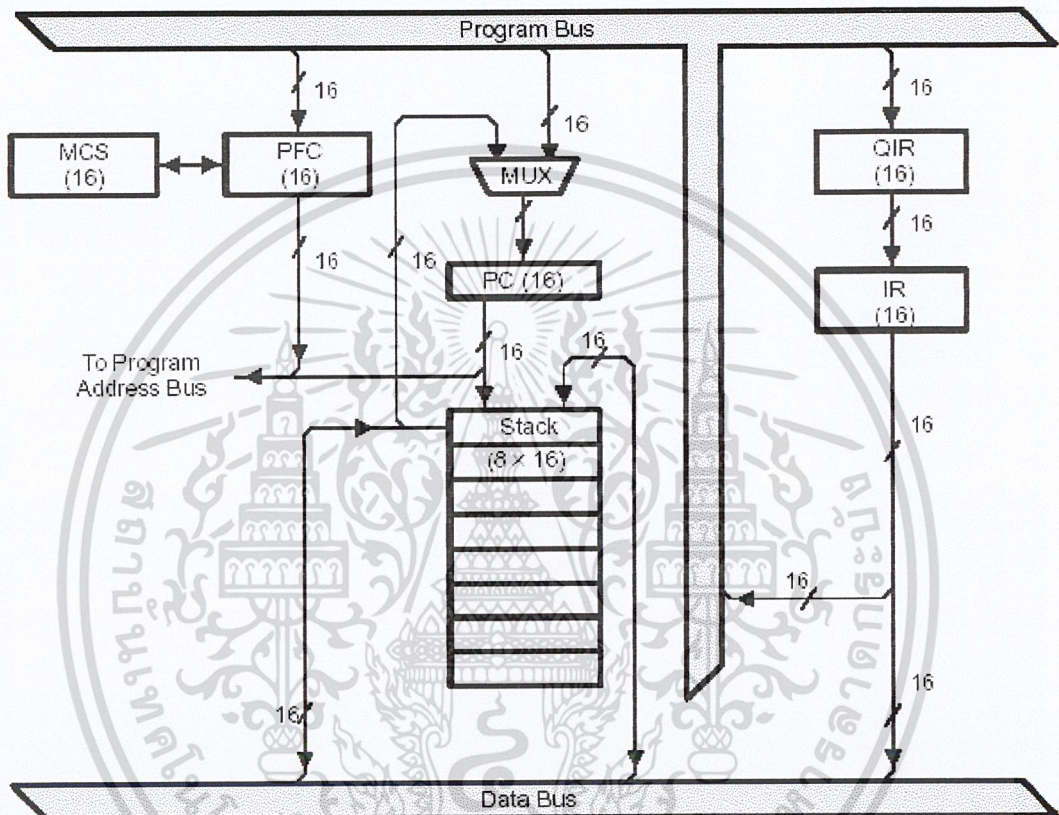 Program Bus
16
16
16
MCS
(16)
PFC
(16)
MUX
QIR
(16)
16
16
16
PC (16)
IR
(16)
To Program
Address Bus
16
16
Stack
(8 × 16)
16
16
16
16
Data Bus